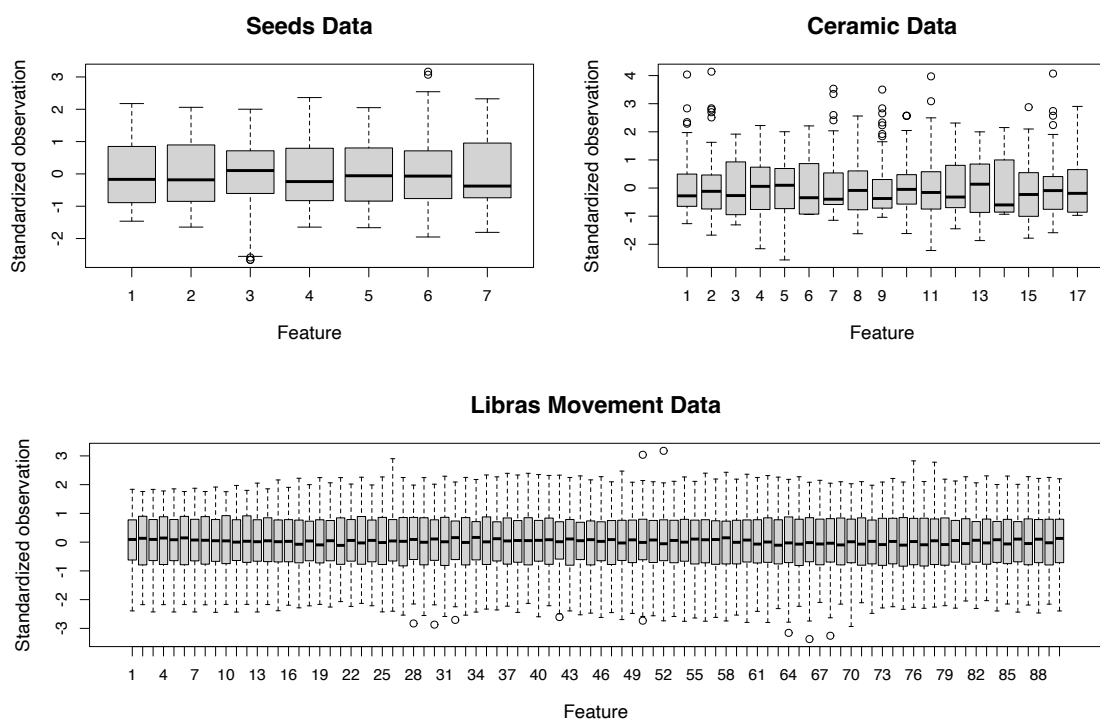 Seeds Data
Standardized observation
3
2
1
0
-1
-2
1 2 3 4 5 6 7
Feature
Ceramic Data
Standardized observation
4
3
2
1
0
-2
1 2 3 4 5 6 7 8 9 11 13 15 17
Feature
Libras Movement Data
Standardized observation
3
2
1
0
-1
-2
-3
1 4 7 10 13 16 19 22 25 28 31 34 37 40 43 46 49 52 55 58 61 64 67 70 73 76 79 82 85 88
Feature